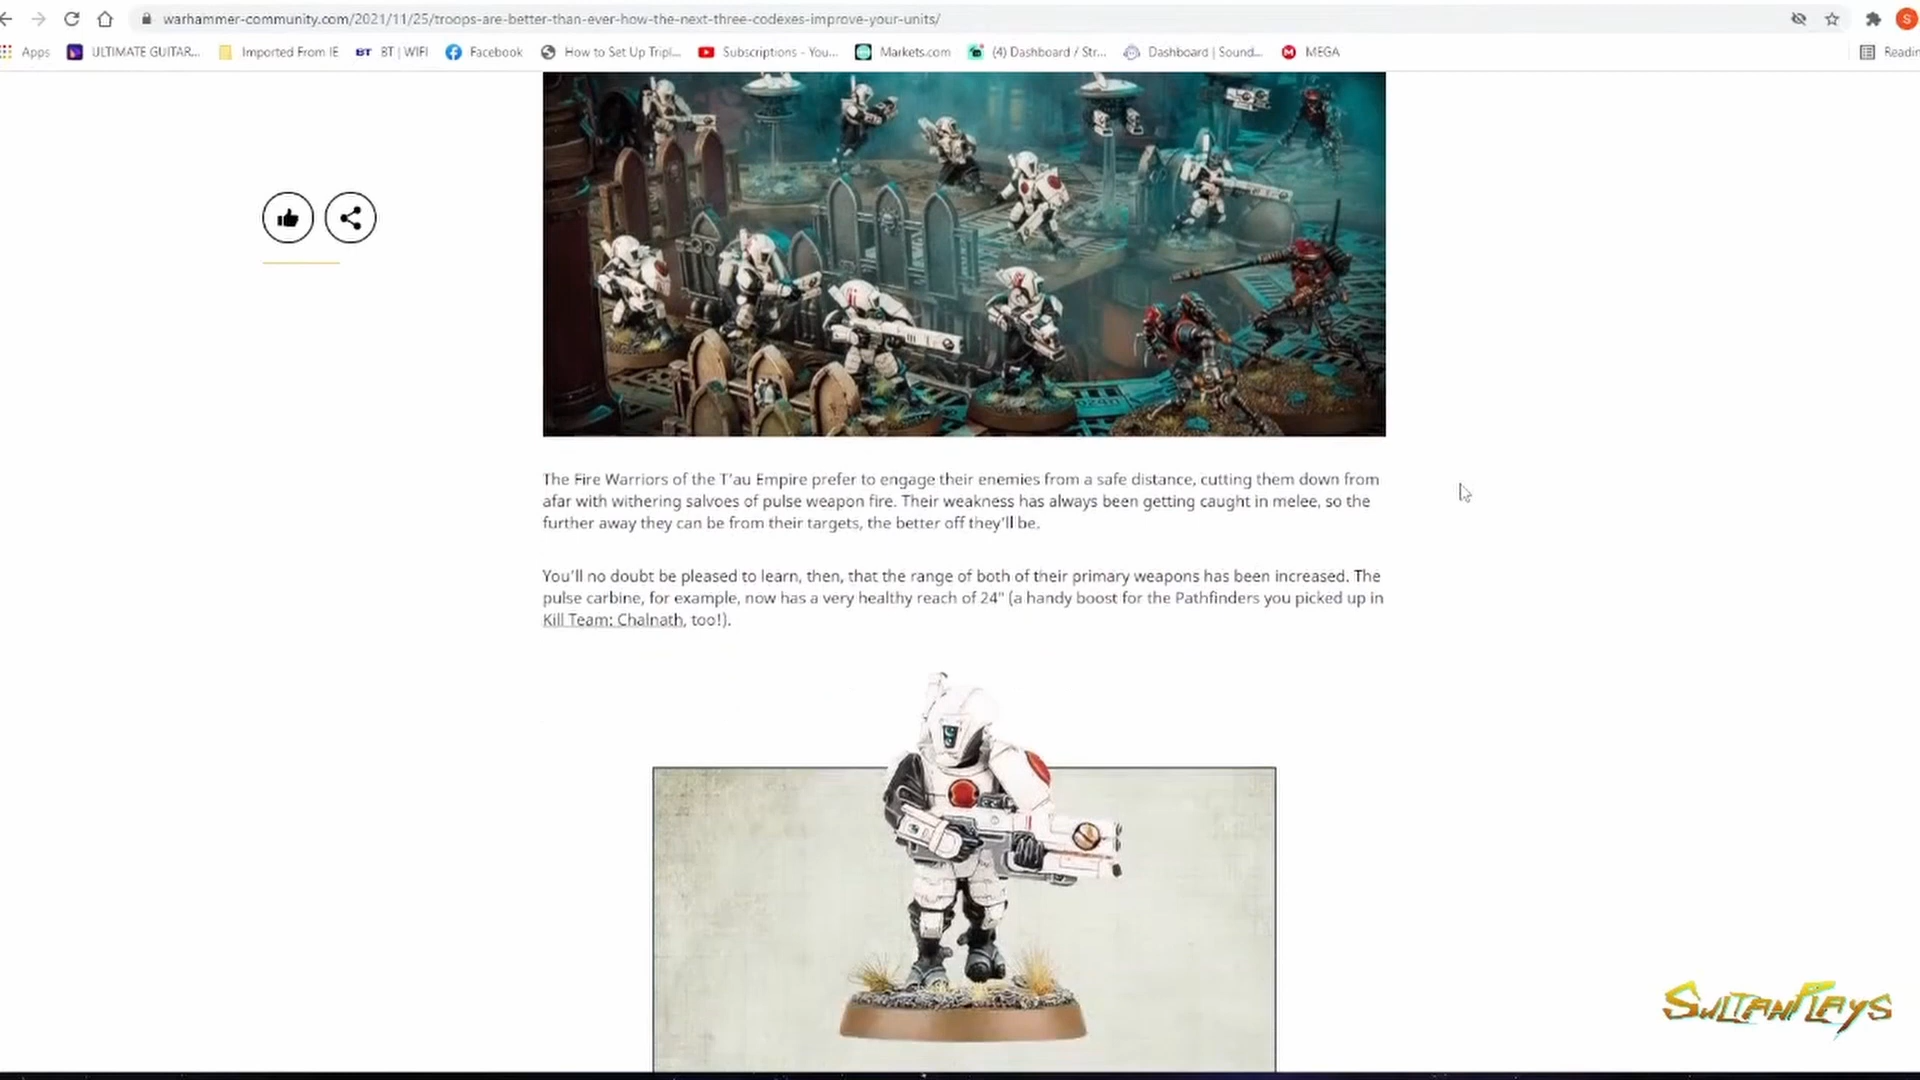 warhammer-community.com/2021/11/25/troops-are-better-than-ever-how-the-next-three-codexes-improve-your-units/
Apps ULTIMATE GUITAR... Imported From IE BT BT | WIFI Facebook How to Set Up Tripl... Subscriptions - You... Markets.com (4) Dashboard / Str... Dashboard | Sound... MEGA Readin
The Fire Warriors of the T'au Empire prefer to engage their enemies from a safe distance, cutting them down from
afar with withering salvoes of pulse weapon fire. Their weakness has always been getting caught in melee, so the
further away they can be from their targets, the better off they'll be.
You'll no doubt be pleased to learn, then, that the range of both of their primary weapons has been increased. The
pulse carbine, for example, now has a very healthy reach of 24" (a handy boost for the Pathfinders you picked up in
Kill Team: Chalnath, too!).
SULTANPLAYS